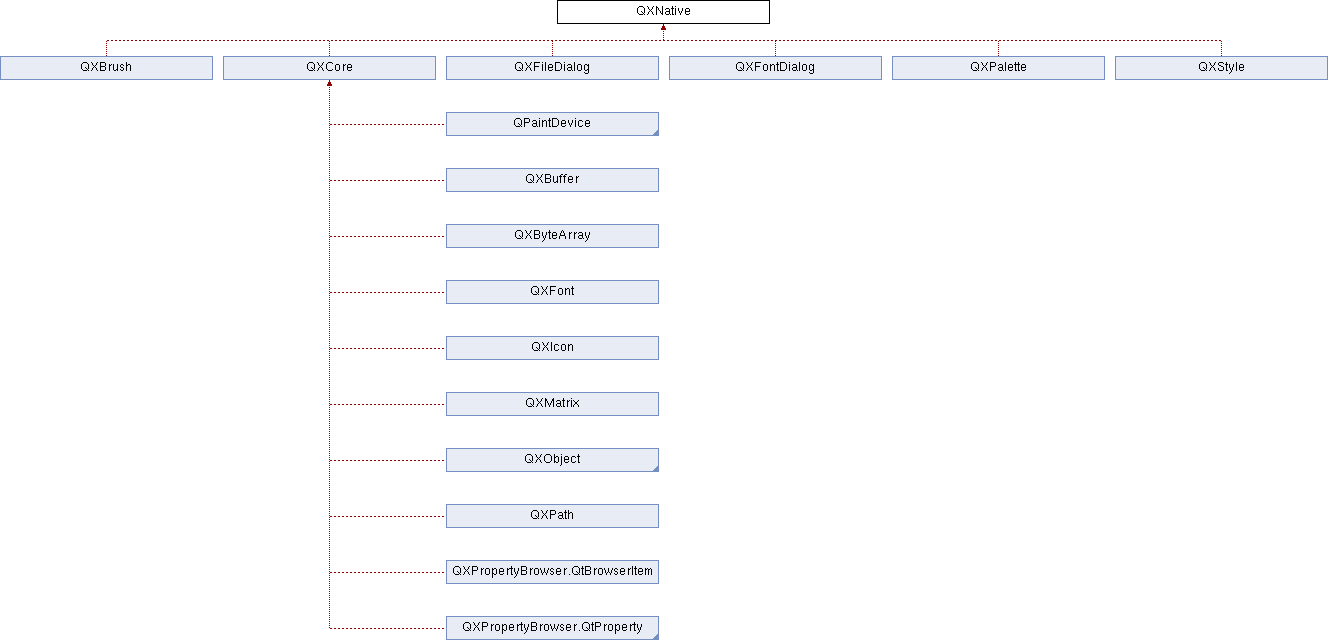 QXNative
QXBrush
QXCore
QXFileDialog
QXFontDialog
QXPalette
QXStyle
QPaintDevice
QXBuffer
QXByteArray
QXFont
QXIcon
QXMatrix
QXObject
QXPath
QXPropertyBrowser.QtBrowserItem
QXPropertyBrowser.QtProperty